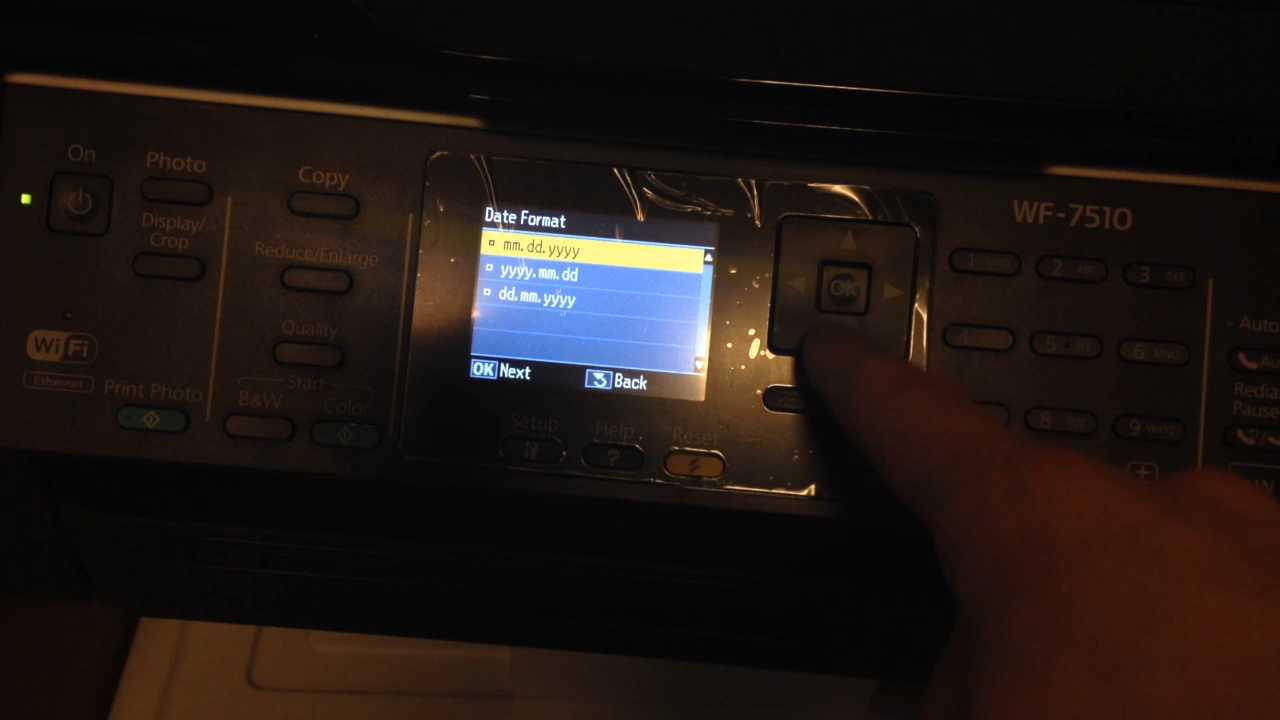 On
Photo
Display/
Crop
WiFi
Ethernet
Print Photo
Copy
Reduce/Enlarge
Quality
Start
B&W
Color
Date Format
mm.dd.yyyy
yyyy.mm.dd
dd.mm.yyyy
OK Next
Back
Setup
Help
?
Reset
OK
WF-7510
1
2 ABC
3 DEF
4
5
6 MNO
8 TUV
9 WXYZ
+
Pause